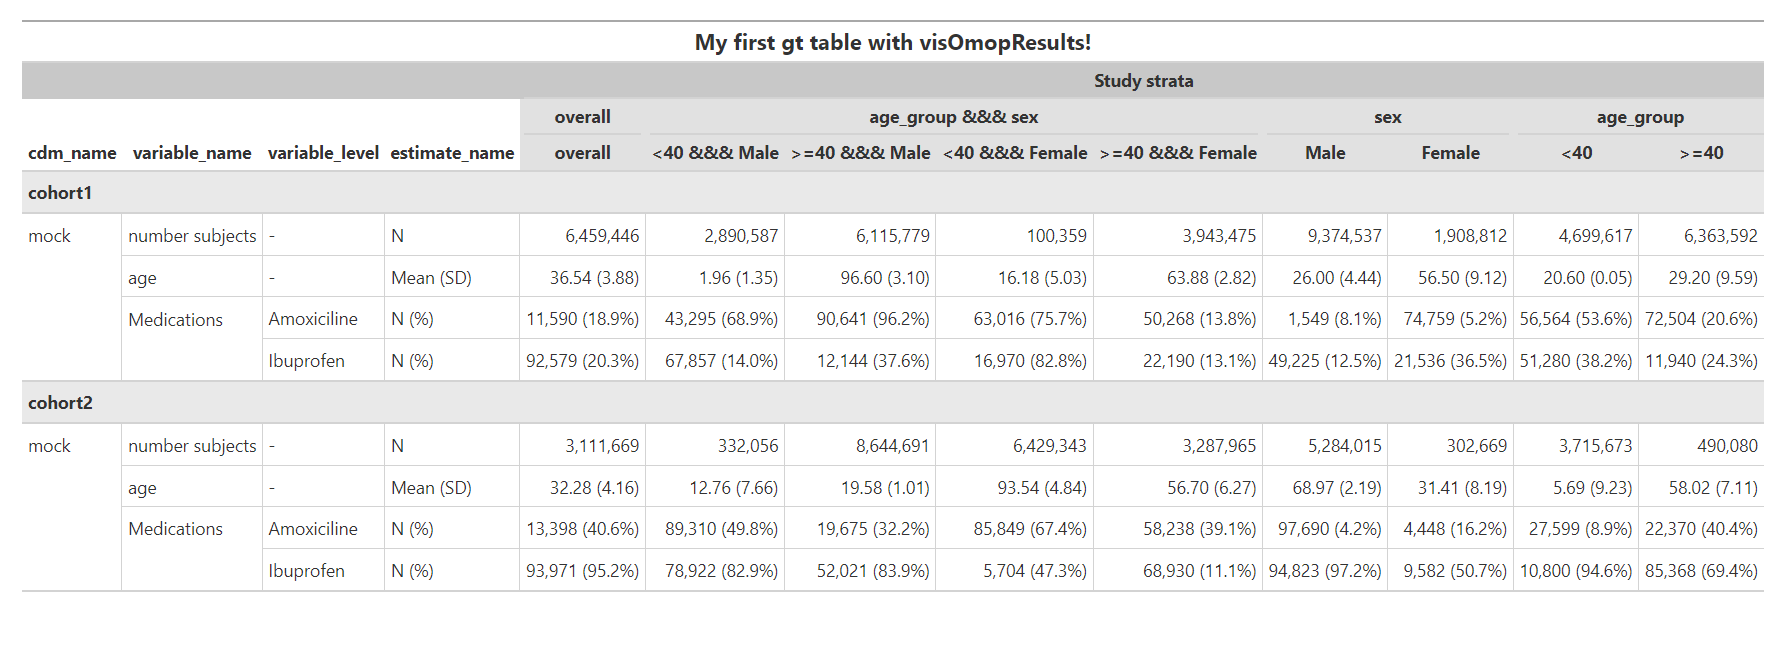 My first gt table with visOmopResults!
Study strata
overall age_group &&& sex sex age_group
cdm_name variable_name variable_level estimate_name overall <40 &&& Male >=40 &&& Male <40 &&& Female >=40 &&& Female Male Female <40 >=40
cohort1
mock number subjects - N 6,459,446 2,890,587 6,115,779 100,359 3,943,475 9,374,537 1,908,812 4,699,617 6,363,592
age - Mean (SD) 36.54 (3.88) 1.96 (1.35) 96.60 (3.10) 16.18 (5.03) 63.88 (2.82) 26.00 (4.44) 56.50 (9.12) 20.60 (0.05) 29.20 (9.59)
Medications Amoxiciline N (%) 11,590 (18.9%) 43,295 (68.9%) 90,641 (96.2%) 63,016 (75.7%) 50,268 (13.8%) 1,549 (8.1%) 74,759 (5.2%) 56,564 (53.6%) 72,504 (20.6%)
Ibuprofen N (%) 92,579 (20.3%) 67,857 (14.0%) 12,144 (37.6%) 16,970 (82.8%) 22,190 (13.1%) 49,225 (12.5%) 21,536 (36.5%) 51,280 (38.2%) 11,940 (24.3%)
cohort2
mock number subjects - N 3,111,669 332,056 8,644,691 6,429,343 3,287,965 5,284,015 302,669 3,715,673 490,080
age - Mean (SD) 32.28 (4.16) 12.76 (7.66) 19.58 (1.01) 93.54 (4.84) 56.70 (6.27) 68.97 (2.19) 31.41 (8.19) 5.69 (9.23) 58.02 (7.11)
Medications Amoxiciline N (%) 13,398 (40.6%) 89,310 (49.8%) 19,675 (32.2%) 85,849 (67.4%) 58,238 (39.1%) 97,690 (4.2%) 4,448 (16.2%) 27,599 (8.9%) 22,370 (40.4%)
Ibuprofen N (%) 93,971 (95.2%) 78,922 (82.9%) 52,021 (83.9%) 5,704 (47.3%) 68,930 (11.1%) 94,823 (97.2%) 9,582 (50.7%) 10,800 (94.6%) 85,368 (69.4%)